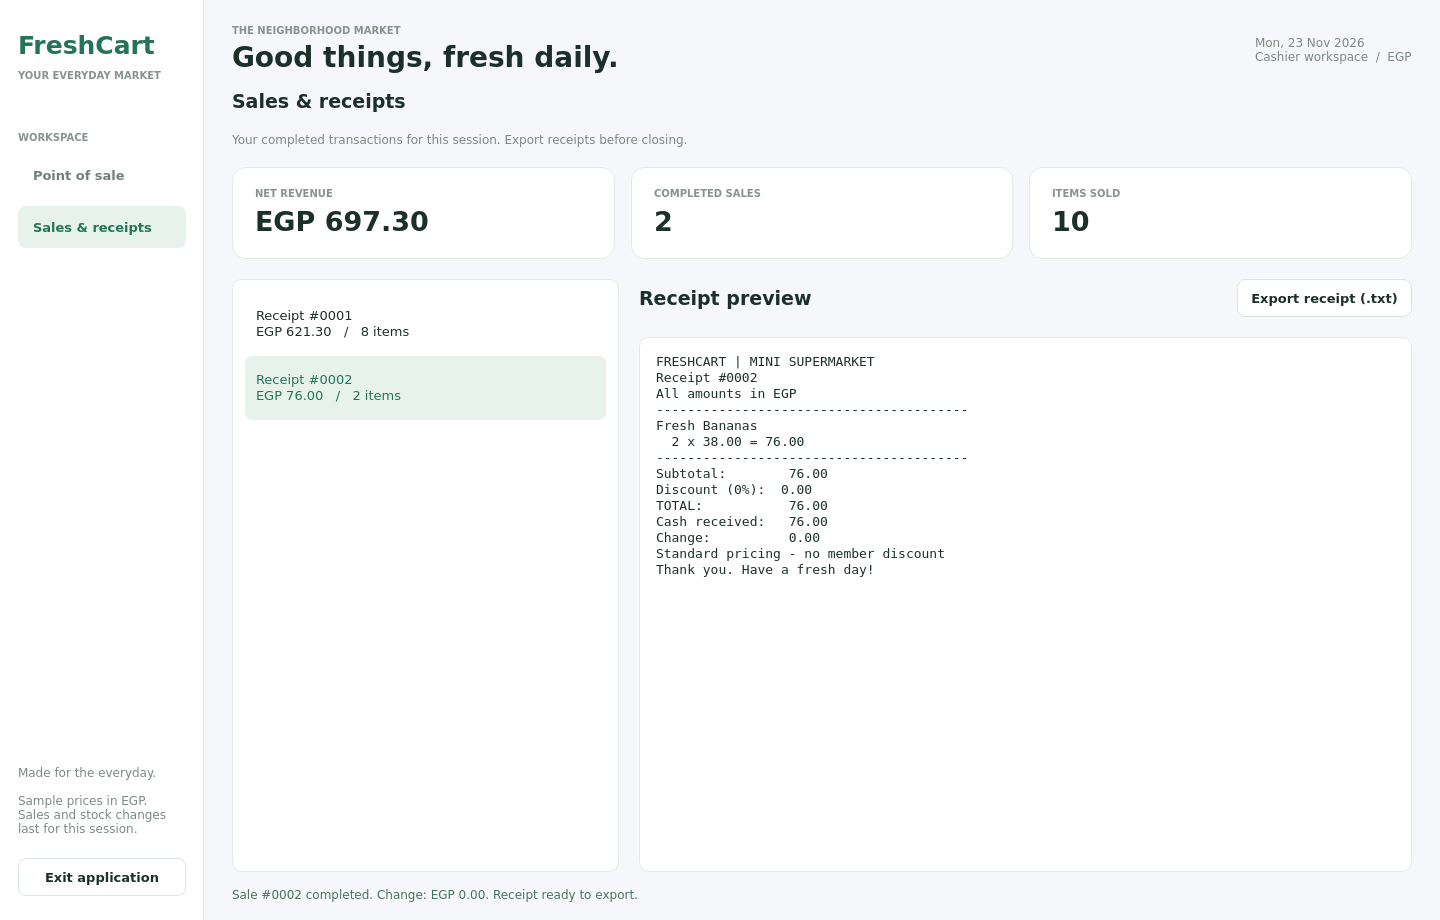 FreshCart
YOUR EVERYDAY MARKET
WORKSPACE
Point of sale
Sales & receipts
Made for the everyday.
Sample prices in EGP.
Sales and stock changes
last for this session.
Exit application
THE NEIGHBORHOOD MARKET
Good things, fresh daily.
Mon, 23 Nov 2026
Cashier workspace / EGP
Sales & receipts
Your completed transactions for this session. Export receipts before closing.
NET REVENUE
EGP 697.30
COMPLETED SALES
2
ITEMS SOLD
10
Receipt #0001
EGP 621.30 / 8 items
Receipt #0002
EGP 76.00 / 2 items
Receipt preview
Export receipt (.txt)
FRESHCART | MINI SUPERMARKET
Receipt #0002
All amounts in EGP
----------------------------------------
Fresh Bananas
  2 x 38.00 = 76.00
----------------------------------------
Subtotal:        76.00
Discount (0%):  0.00
TOTAL:           76.00
Cash received:   76.00
Change:          0.00
Standard pricing - no member discount
Thank you. Have a fresh day!
Sale #0002 completed. Change: EGP 0.00. Receipt ready to export.